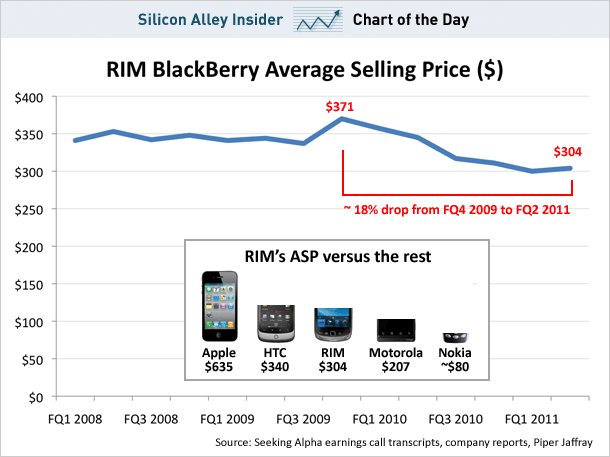 Silicon Alley Insider Chart of the Day
RIM BlackBerry Average Selling Price ($)
$400
$371
$350
$304
$300
~ 18% drop from FQ4 2009 to FQ2 2011
$250
$200
RIM's ASP versus the rest
$150
$100
Apple HTC RIM Motorola Nokia
$635 $340 $304 $207 ~$80
$50
$0
FQ1 2008 FQ3 2008 FQ1 2009 FQ3 2009 FQ1 2010 FQ3 2010 FQ1 2011
Source: Seeking Alpha earnings call transcripts, company reports, Piper Jaffray